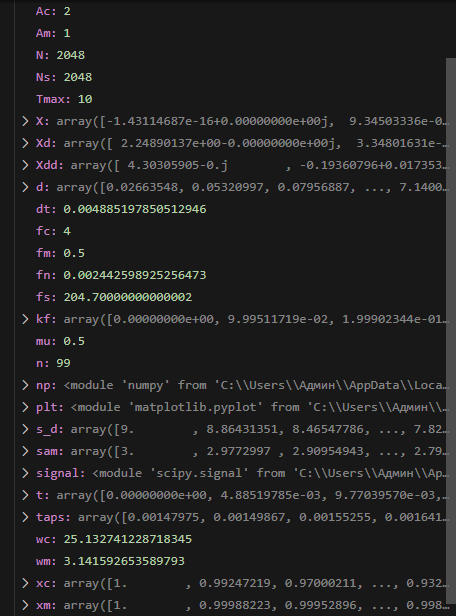 Ac: 2
Am: 1
N: 2048
Ns: 2048
Tmax: 10
X: array([-1.43114687e-16+0.00000000e+00j,  9.34503336e-0…
Xd: array([ 2.24890137e+00-0.00000000e+00j,  3.34801631e-…
Xdd: array([ 4.30305905-0.j        , -0.19360796+0.017353…
d: array([0.02663548, 0.05320997, 0.07956887, ..., 7.1400…
dt: 0.004885197850512946
fc: 4
fm: 0.5
fn: 0.002442598925256473
fs: 204.70000000000002
kf: array([0.00000000e+00, 9.99511719e-02, 1.99902344e-01…
mu: 0.5
n: 99
np: <module 'numpy' from 'C:\\Users\\Админ\\AppData\\Loca…
plt: <module 'matplotlib.pyplot' from 'C:\\Users\\Админ\\…
s_d: array([9.        , 8.86431351, 8.46547786, ..., 7.82…
sam: array([3.        , 2.9772997 , 2.90954943, ..., 2.79…
signal: <module 'scipy.signal' from 'C:\\Users\\Админ\\Ap…
t: array([0.00000000e+00, 4.88519785e-03, 9.77039570e-03,…
taps: array([0.00147975, 0.00149867, 0.00155255, 0.001641…
wc: 25.132741228718345
wm: 3.141592653589793
xc: array([1.        , 0.99247219, 0.97000211, ..., 0.932…
xm: array([1.        , 0.99988223, 0.99952896, ..., 0.998…